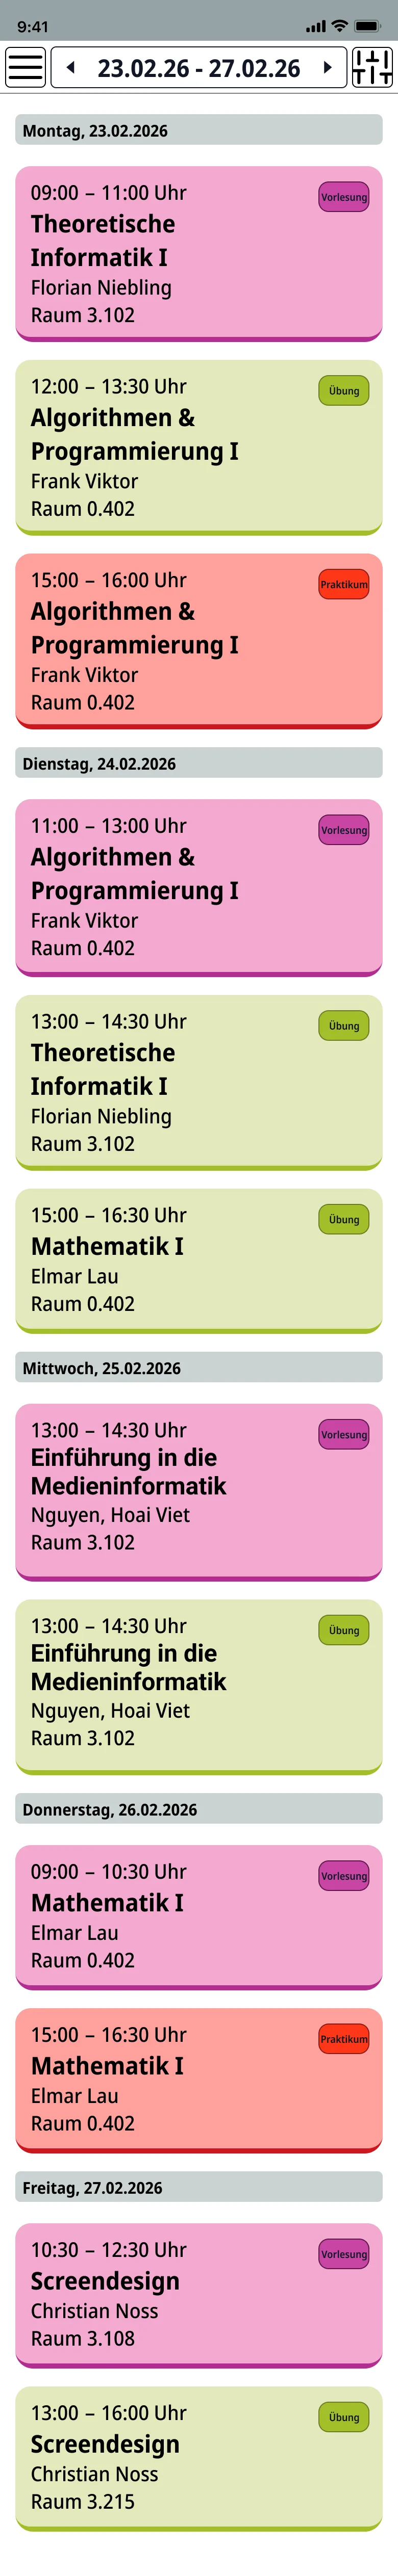 9:41
23.02.26 - 27.02.26
Montag, 23.02.2026
09:00 – 11:00 Uhr
Vorlesung
Theoretische
Informatik I
Florian Niebling
Raum 3.102
12:00 – 13:30 Uhr
Übung
Algorithmen &
Programmierung I
Frank Viktor
Raum 0.402
15:00 – 16:00 Uhr
Praktikum
Algorithmen &
Programmierung I
Frank Viktor
Raum 0.402
Dienstag, 24.02.2026
11:00 – 13:00 Uhr
Vorlesung
Algorithmen &
Programmierung I
Frank Viktor
Raum 0.402
13:00 – 14:30 Uhr
Übung
Theoretische
Informatik I
Florian Niebling
Raum 3.102
15:00 – 16:30 Uhr
Übung
Mathematik I
Elmar Lau
Raum 0.402
Mittwoch, 25.02.2026
13:00 – 14:30 Uhr
Vorlesung
Einführung in die
Medieninformatik
Nguyen, Hoai Viet
Raum 3.102
13:00 – 14:30 Uhr
Übung
Einführung in die
Medieninformatik
Nguyen, Hoai Viet
Raum 3.102
Donnerstag, 26.02.2026
09:00 – 10:30 Uhr
Vorlesung
Mathematik I
Elmar Lau
Raum 0.402
15:00 – 16:30 Uhr
Praktikum
Mathematik I
Elmar Lau
Raum 0.402
Freitag, 27.02.2026
10:30 – 12:30 Uhr
Vorlesung
Screendesign
Christian Noss
Raum 3.108
13:00 – 16:00 Uhr
Übung
Screendesign
Christian Noss
Raum 3.215